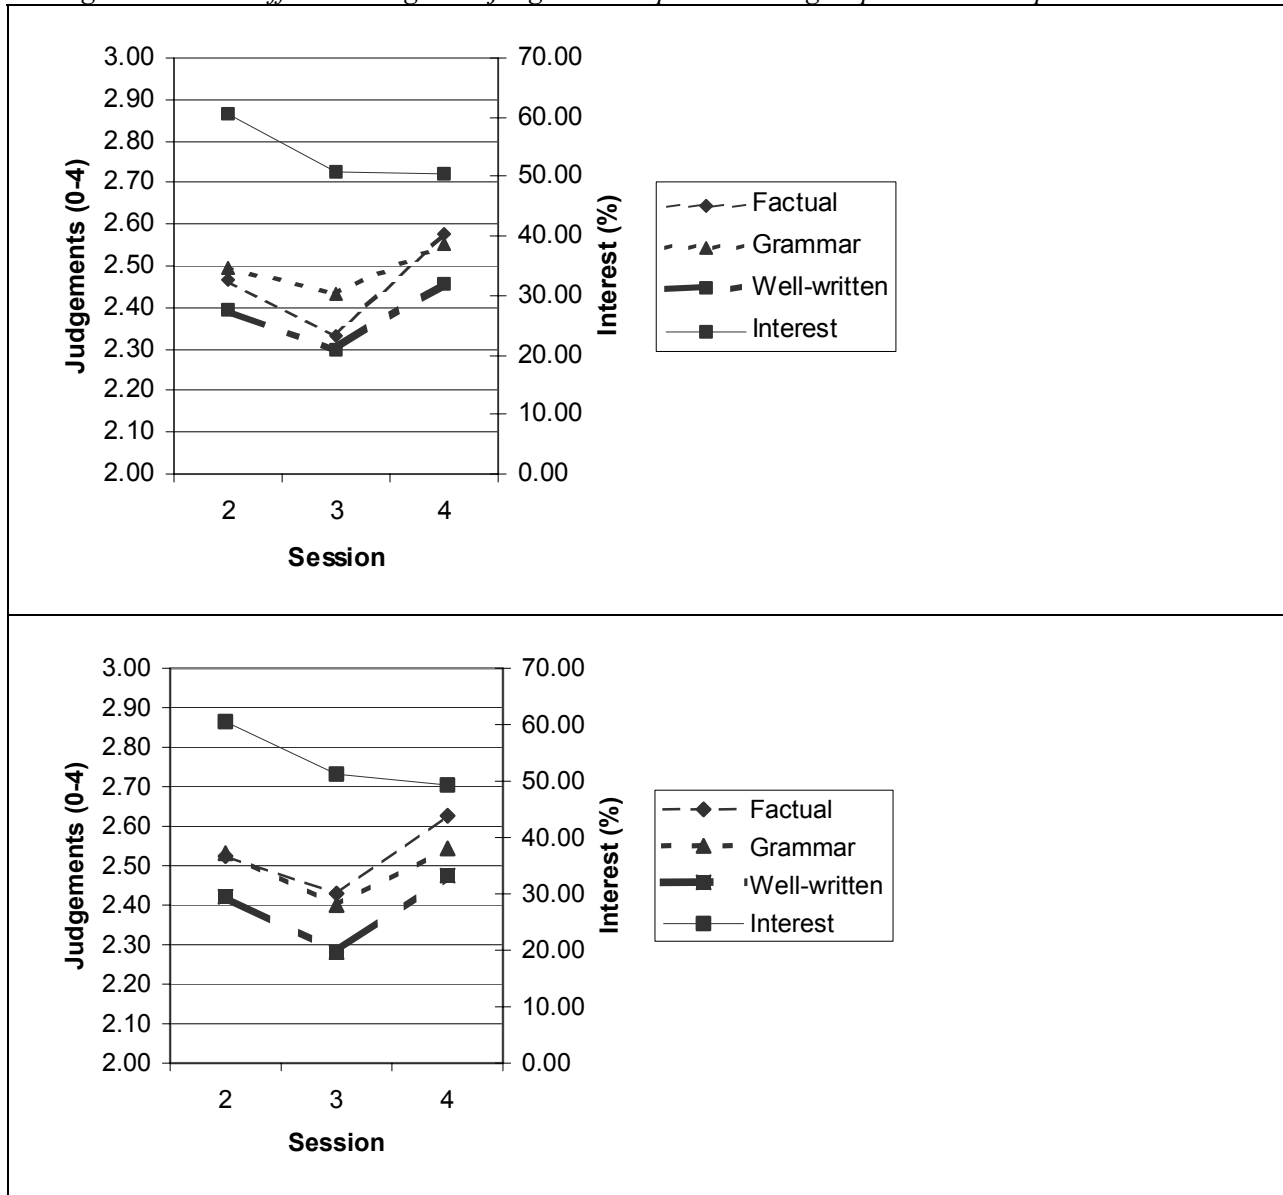 3.00
2.90
2.80
2.70
2.60
2.50
2.40
2.30
2.20
2.10
2.00
Judgements (0-4)
70.00
60.00
50.00
40.00
30.00
20.00
10.00
0.00
Interest (%)
2 3 4
Session
Factual
Grammar
Well-written
Interest
3.00
2.90
2.80
2.70
2.60
2.50
2.40
2.30
2.20
2.10
2.00
Judgements (0-4)
70.00
60.00
50.00
40.00
30.00
20.00
10.00
0.00
Interest (%)
2 3 4
Session
Factual
Grammar
Well-written
Interest